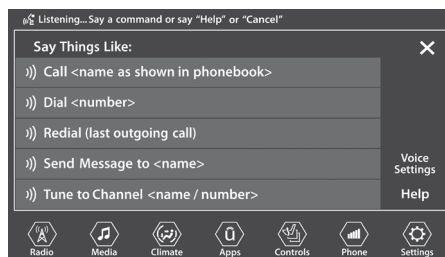 Listening... Say a command or say “Help” or “Cancel”
Say Things Like:
Call <name as shown in phonebook>
Dial <number>
Redial (last outgoing call)
Send Message to <name>
Tune to Channel <name / number>
Voice
Settings
Help
Radio
Media
Climate
Apps
Controls
Phone
Settings